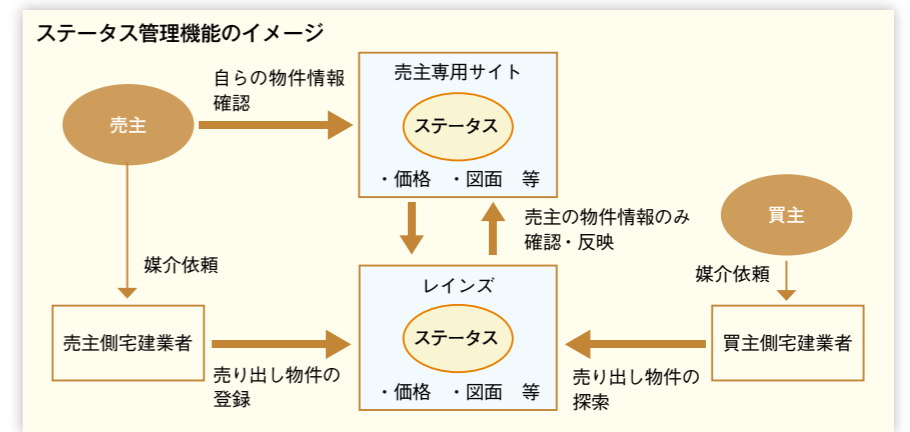 ステータス管理機能のイメージ
売主
自らの物件情報
確認
売主専用サイト
ステータス
・価格　・図面　等
売主の物件情報のみ
確認・反映
買主
媒介依頼
媒介依頼
レインズ
ステータス
・価格　・図面　等
売主側宅建業者
売り出し物件の
登録
売り出し物件の
探索
買主側宅建業者